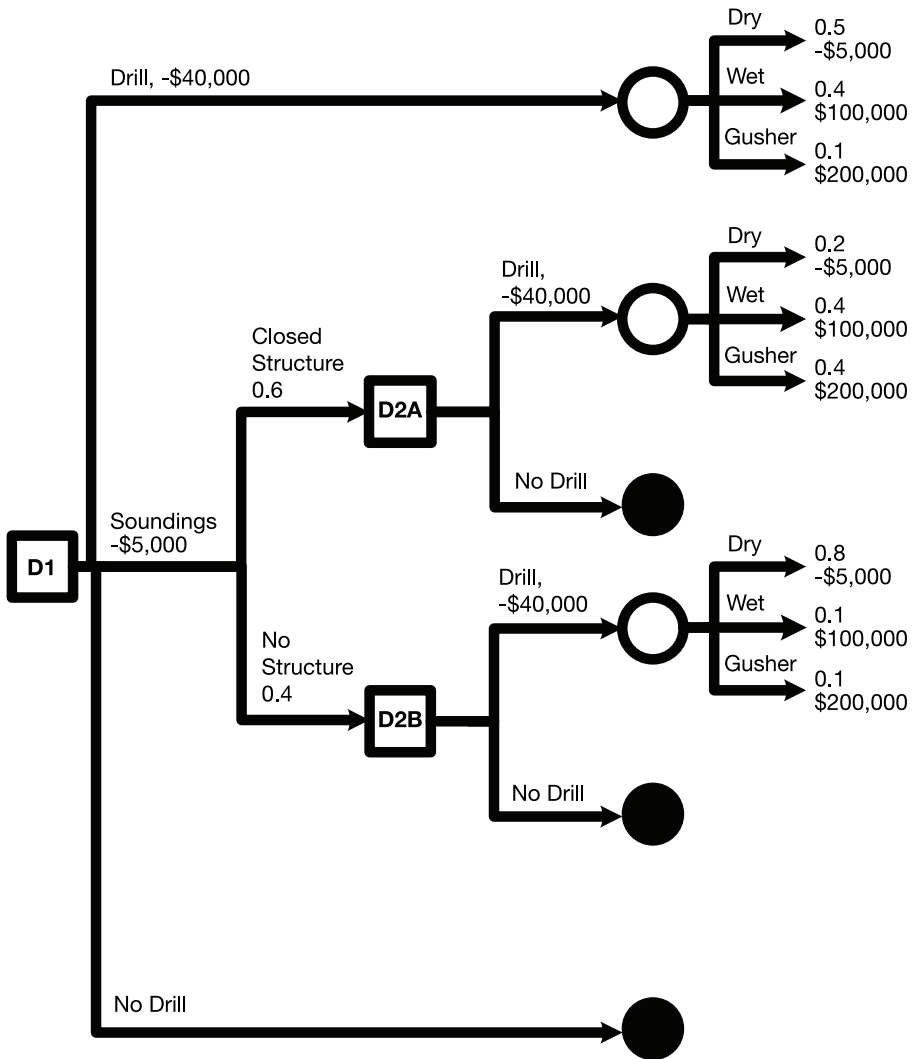 Dry
0.5
-$5,000
Drill, -$40,000
Wet
0.4
$100,000
Gusher
0.1
$200,000
Dry
0.2
-$5,000
Drill,
-$40,000
Wet
0.4
$100,000
Closed
Structure
0.6
Gusher
0.4
$200,000
D2A
No Drill
Soundings
-$5,000
D1
Dry
0.8
-$5,000
Drill,
-$40,000
Wet
0.1
$100,000
No
Structure
0.4
Gusher
0.1
$200,000
D2B
No Drill
No Drill